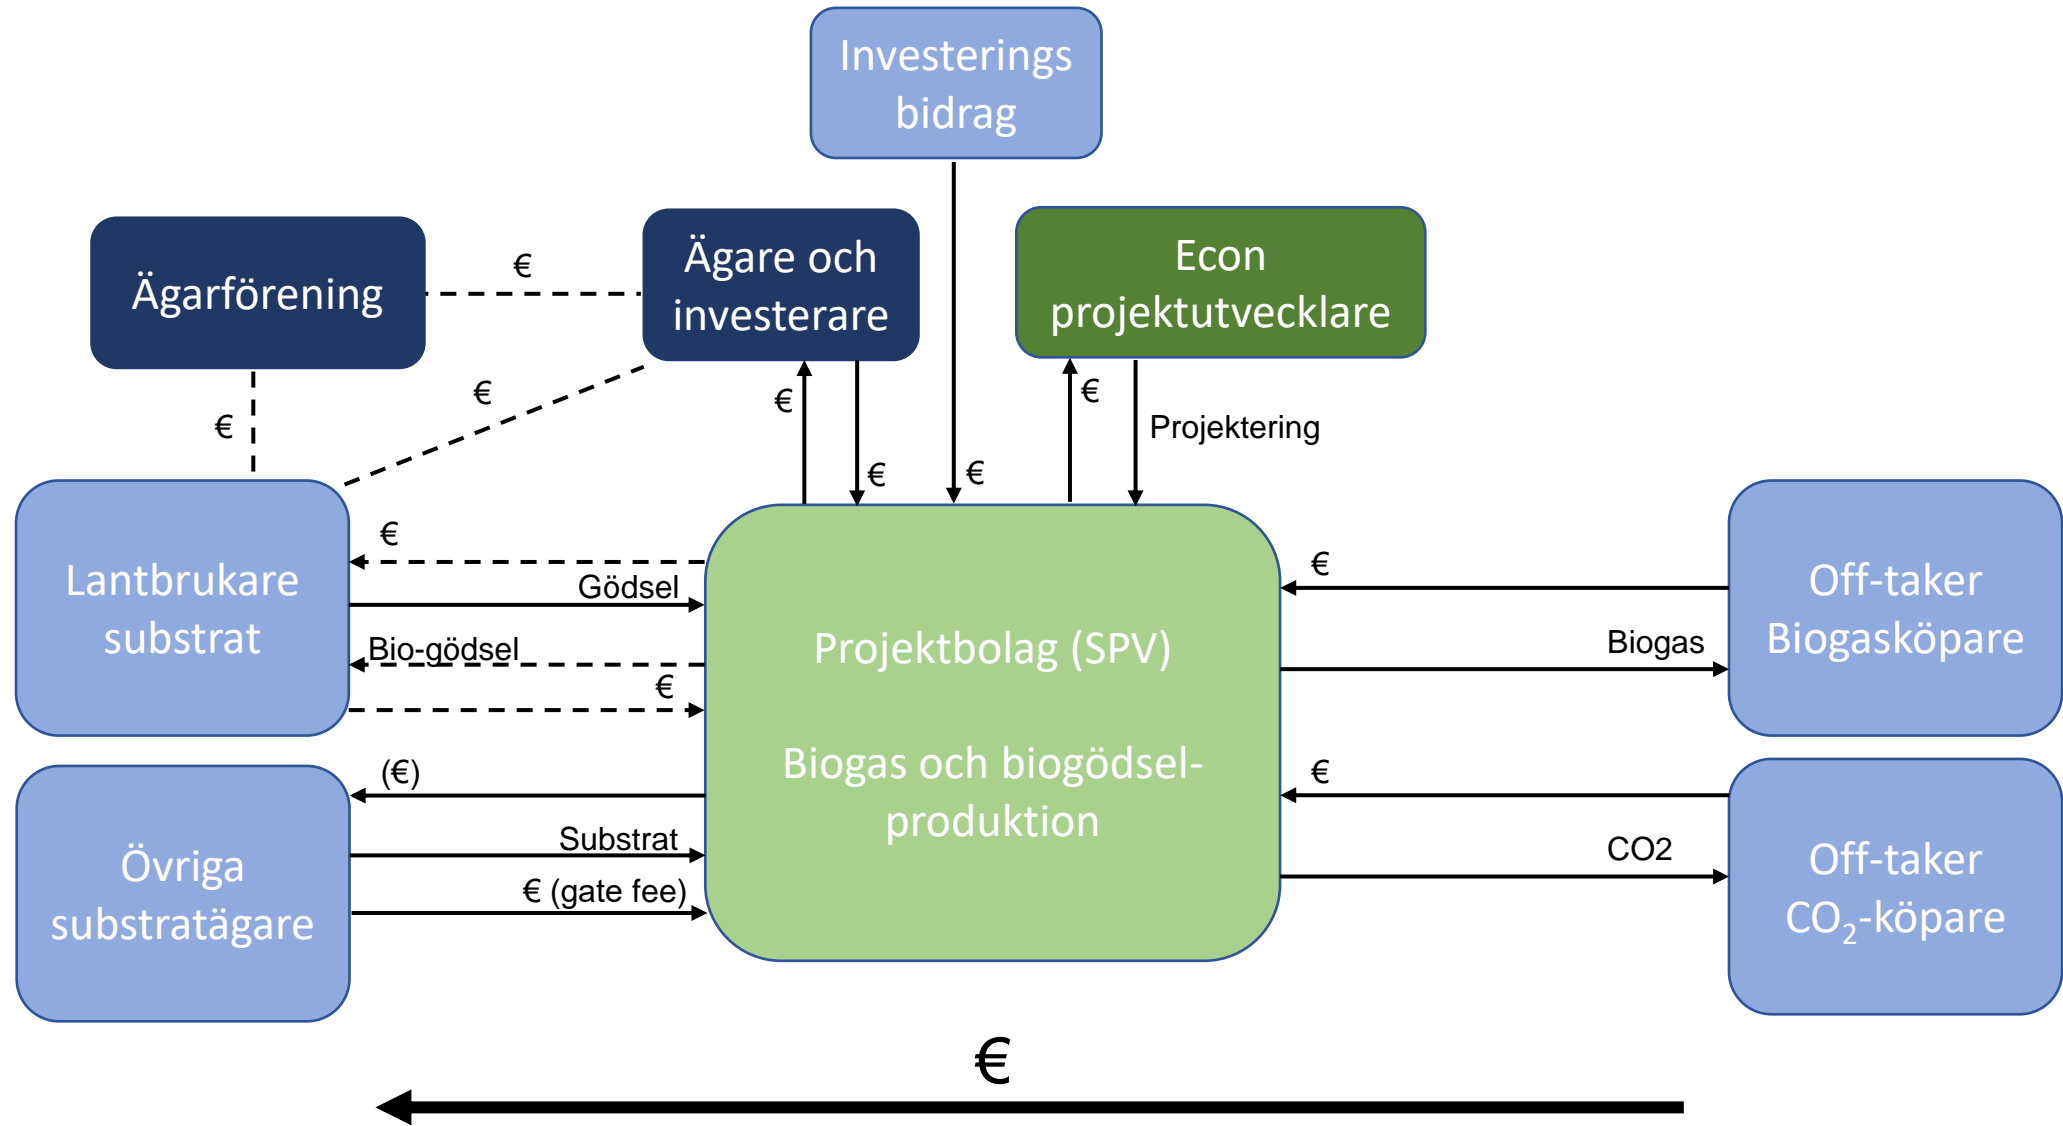 Investerings
bidrag
Ägarförening
€
Ägare och
investerare
Econ
projektutvecklare
€
€
€
€
€
€
Projektering
Lantbrukare
substrat
€
Gödsel
Bio-gödsel
€
Projektbolag (SPV)
Biogas och biogödsel-
produktion
€
Biogas
Off-taker
Biogasköpare
Övriga
substratägare
(€)
Substrat
€ (gate fee)
€
CO2
Off-taker
CO₂-köpare
€